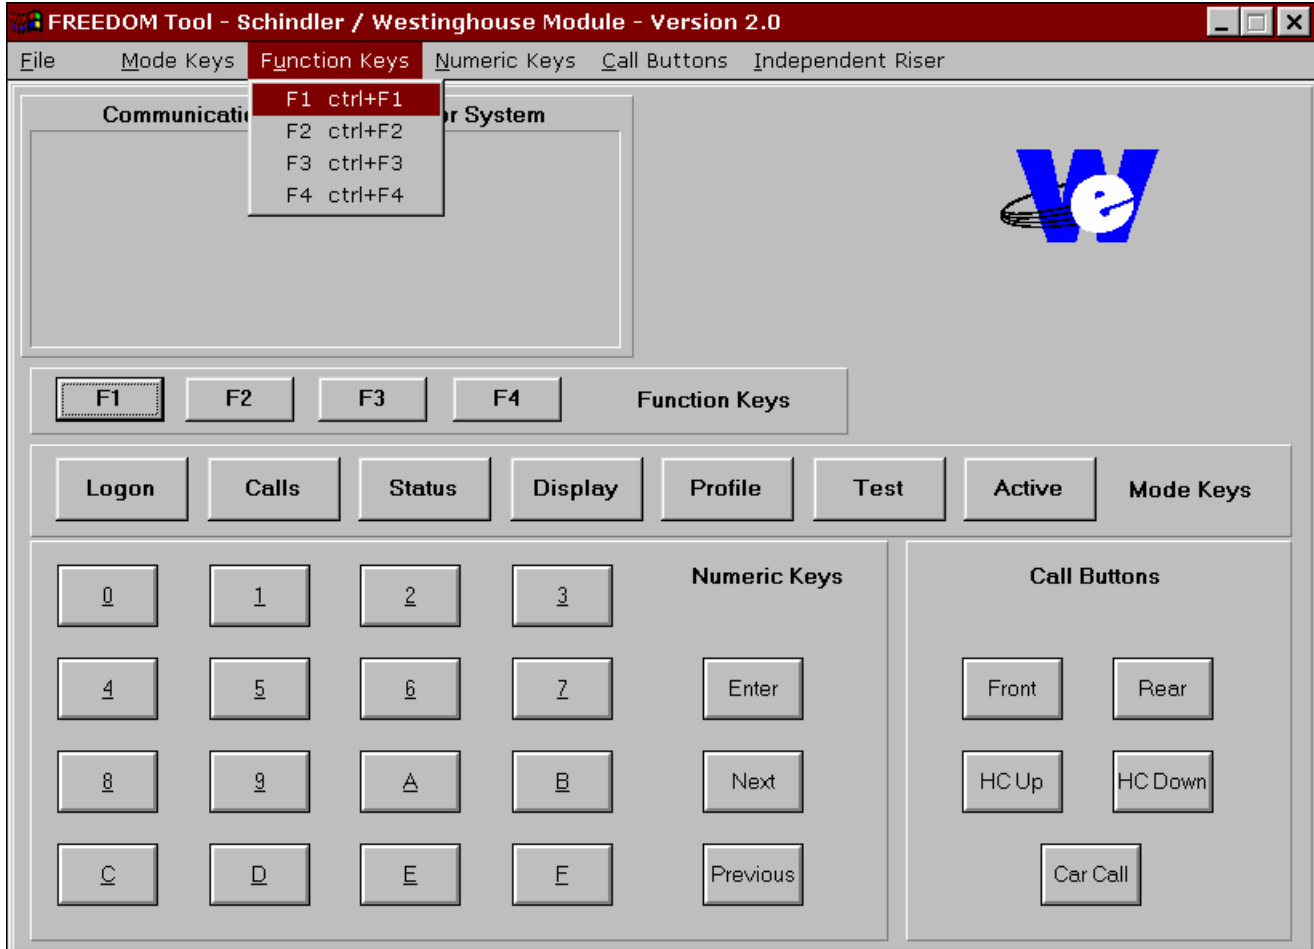 FREEDOM Tool - Schindler / Westinghouse Module - Version 2.0
File Mode Keys Function Keys Numeric Keys Call Buttons Independent Riser
F1 ctrl+F1
F2 ctrl+F2
F3 ctrl+F3
F4 ctrl+F4
System
F1 F2 F3 F4 Function Keys
Logon Calls Status Display Profile Test Active Mode Keys
Numeric Keys
0 1 2 3
4 5 6 7 Enter
8 9 A B Next
C D E F Previous
Call Buttons
Front Rear
HC Up HC Down
Car Call
We